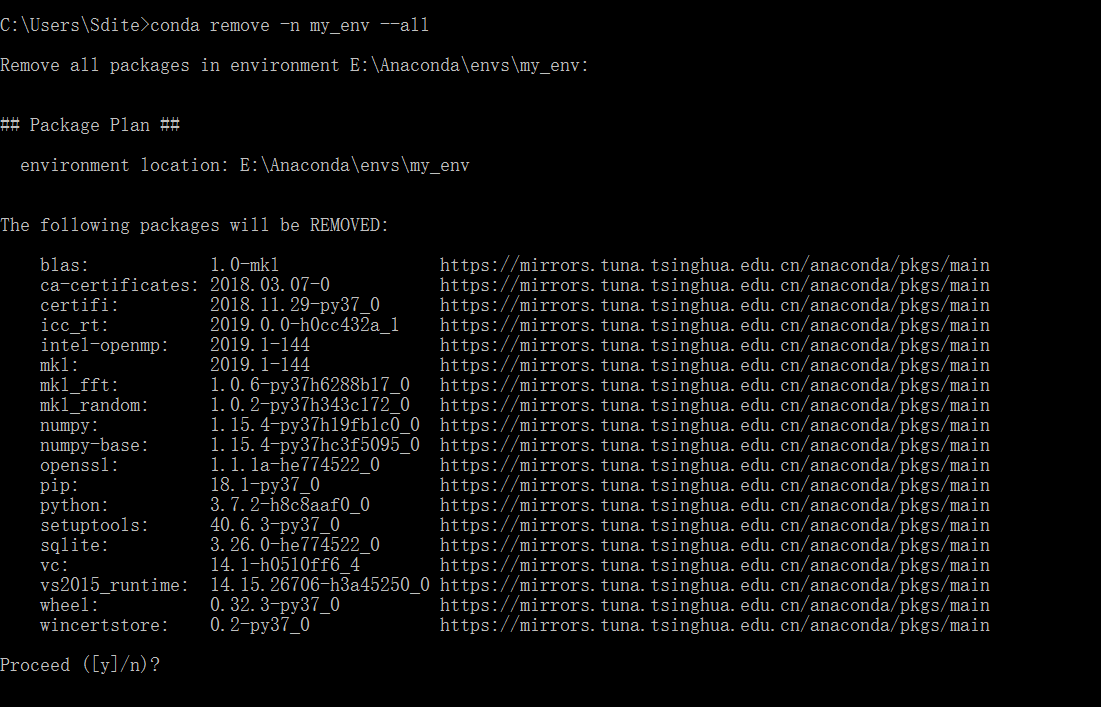 C:\Users\Sdite>conda remove -n my_env --all
Remove all packages in environment E:\Anaconda\envs\my_env:
## Package Plan ##
environment location: E:\Anaconda\envs\my_env
The following packages will be REMOVED:
blas: 1.0-mkl https://mirrors.tuna.tsinghua.edu.cn/anaconda/pkgs/main
ca-certificates: 2018.03.07-0 https://mirrors.tuna.tsinghua.edu.cn/anaconda/pkgs/main
certifi: 2018.11.29-py37_0 https://mirrors.tuna.tsinghua.edu.cn/anaconda/pkgs/main
icc_rt: 2019.0.0-h0cc432a_1 https://mirrors.tuna.tsinghua.edu.cn/anaconda/pkgs/main
intel-openmp: 2019.1-144 https://mirrors.tuna.tsinghua.edu.cn/anaconda/pkgs/main
mkl: 2019.1-144 https://mirrors.tuna.tsinghua.edu.cn/anaconda/pkgs/main
mkl_fft: 1.0.6-py37h6288b17_0 https://mirrors.tuna.tsinghua.edu.cn/anaconda/pkgs/main
mkl_random: 1.0.2-py37h343c172_0 https://mirrors.tuna.tsinghua.edu.cn/anaconda/pkgs/main
numpy: 1.15.4-py37h19fb1c0_0 https://mirrors.tuna.tsinghua.edu.cn/anaconda/pkgs/main
numpy-base: 1.15.4-py37hc3f5095_0 https://mirrors.tuna.tsinghua.edu.cn/anaconda/pkgs/main
openssl: 1.1.1a-he774522_0 https://mirrors.tuna.tsinghua.edu.cn/anaconda/pkgs/main
pip: 18.1-py37_0 https://mirrors.tuna.tsinghua.edu.cn/anaconda/pkgs/main
python: 3.7.2-h8c8aaf0_0 https://mirrors.tuna.tsinghua.edu.cn/anaconda/pkgs/main
setuptools: 40.6.3-py37_0 https://mirrors.tuna.tsinghua.edu.cn/anaconda/pkgs/main
sqlite: 3.26.0-he774522_0 https://mirrors.tuna.tsinghua.edu.cn/anaconda/pkgs/main
vc: 14.1-h0510ff6_4 https://mirrors.tuna.tsinghua.edu.cn/anaconda/pkgs/main
vs2015_runtime: 14.15.26706-h3a45250_0 https://mirrors.tuna.tsinghua.edu.cn/anaconda/pkgs/main
wheel: 0.32.3-py37_0 https://mirrors.tuna.tsinghua.edu.cn/anaconda/pkgs/main
wincertstore: 0.2-py37_0 https://mirrors.tuna.tsinghua.edu.cn/anaconda/pkgs/main
Proceed ([y]/n)?